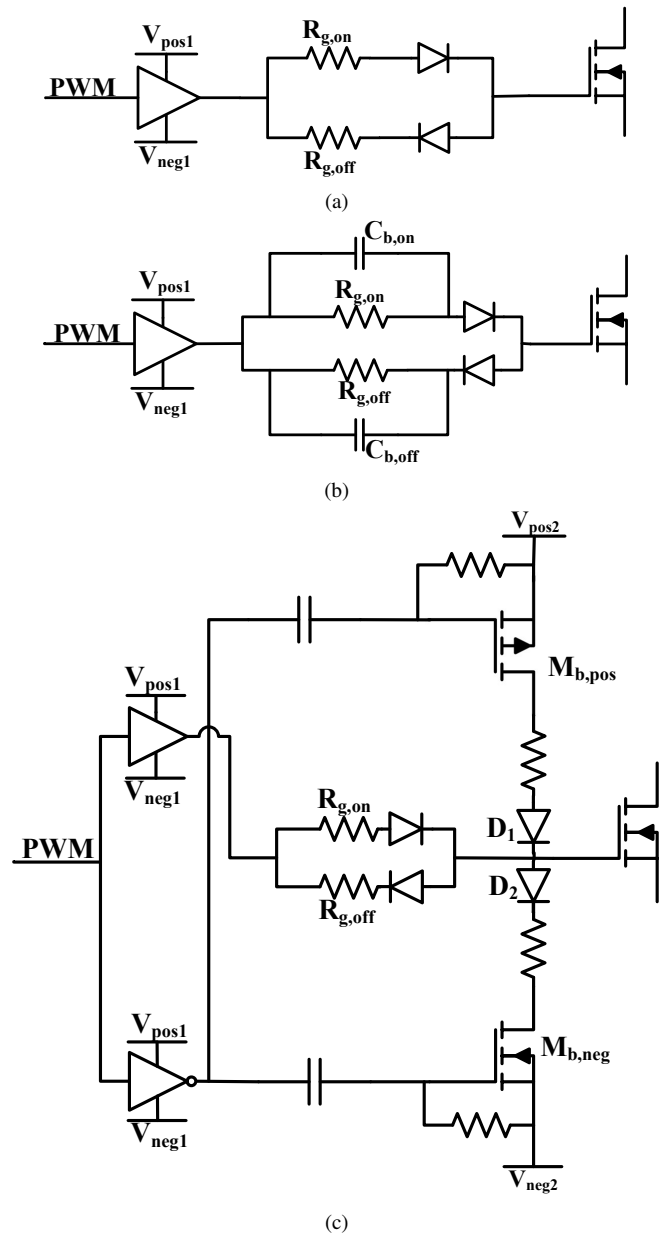 V_pos1
R_g,on
PWM
V_neg1
R_g,off
(a)
C_b,on
V_pos1
R_g,on
PWM
R_g,off
V_neg1
C_b,off
(b)
V_pos2
M_b,pos
V_pos1
V_neg1
R_g,on
D_1
PWM
D_2
R_g,off
V_pos1
M_b,neg
V_neg1
V_neg2
(c)